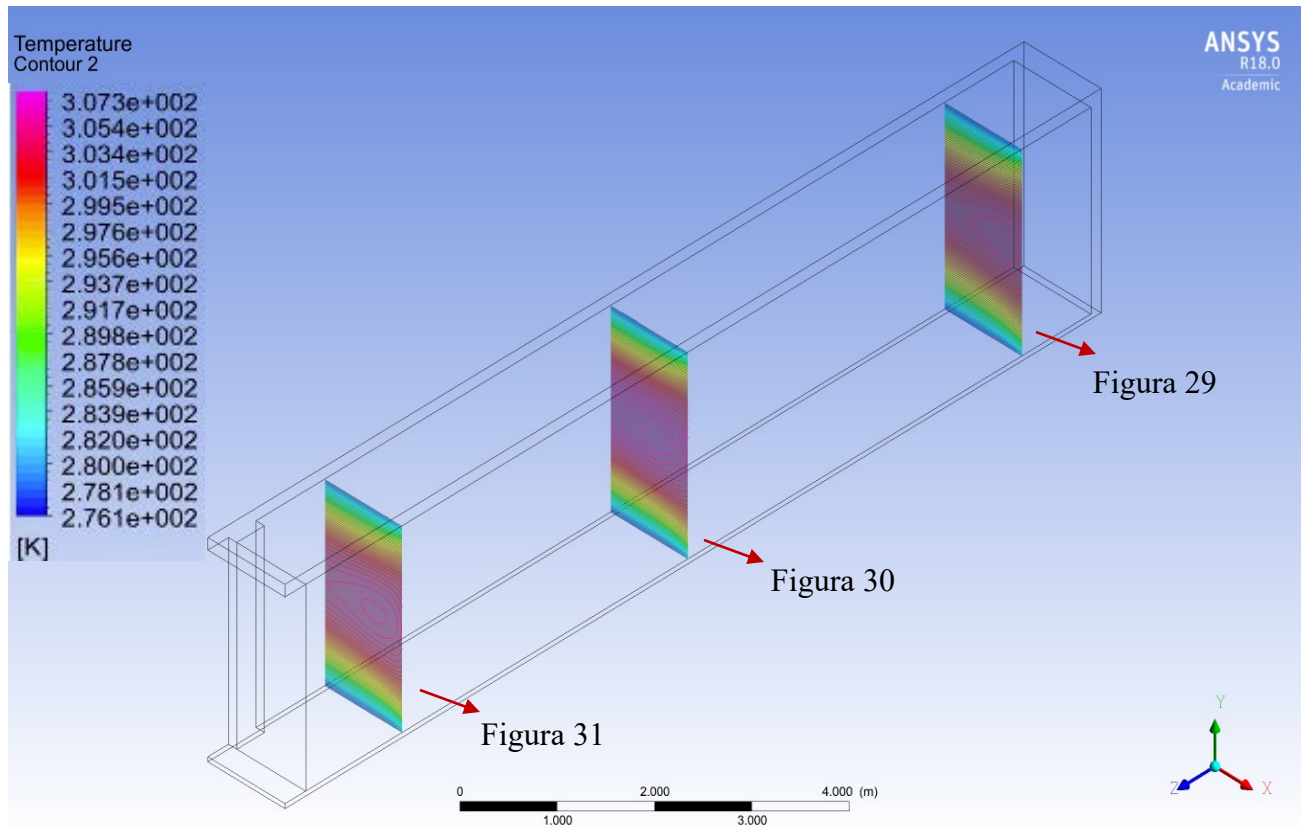 Temperature
Contour 2
3.073e+002
3.054e+002
3.034e+002
3.015e+002
2.995e+002
2.976e+002
2.956e+002
2.937e+002
2.917e+002
2.898e+002
2.878e+002
2.859e+002
2.839e+002
2.820e+002
2.800e+002
2.781e+002
2.761e+002
[K]
ANSYS
R18.0
Academic
Figura 29
Figura 30
Figura 31
0 2.000 4.000 (m)
1.000 3.000
Y
Z X